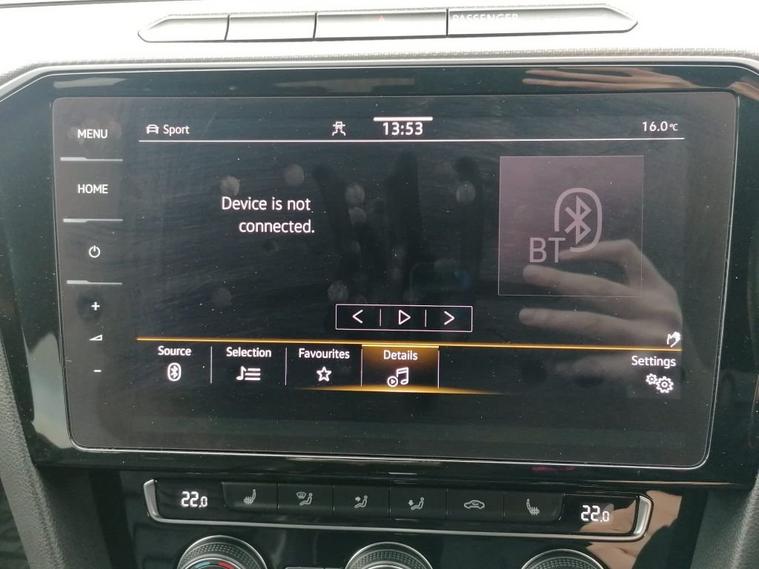 PASSENGER
MENU
Sport
13:53
16.0°C
HOME
Device is not
connected.
BT
+
-
Source
Selection
Favourites
Details
Settings
22.0
22.0